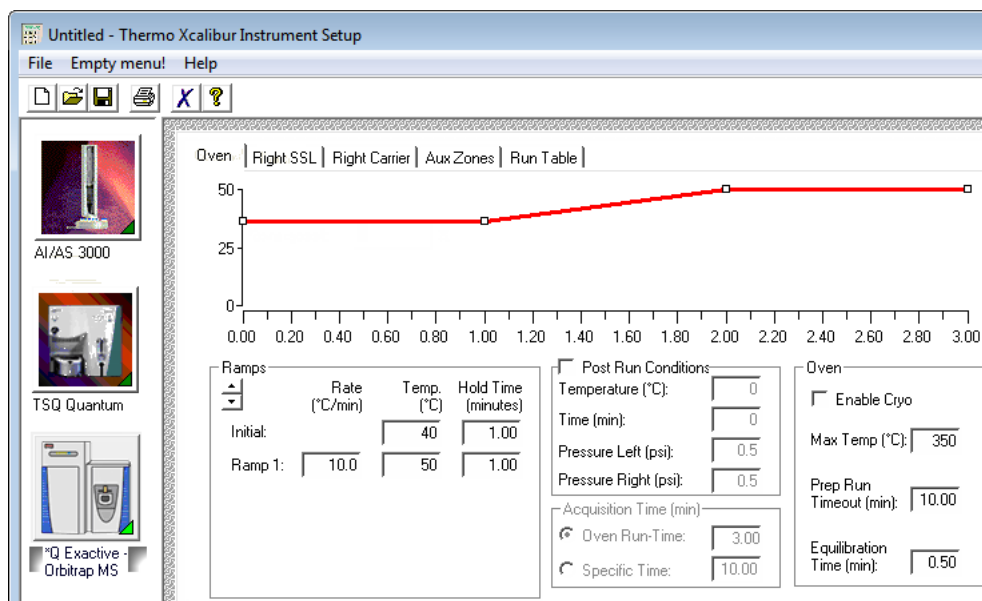 Untitled - Thermo Xcalibur Instrument Setup
File Empty menu! Help
AI/AS 3000
TSQ Quantum
*Q Exactive -
Orbitrap MS
Oven Right SSL Right Carrier Aux Zones Run Table
50
25
0
0.00 0.20 0.40 0.60 0.80 1.00 1.20 1.40 1.60 1.80 2.00 2.20 2.40 2.60 2.80 3.00
Ramps
Rate Temp. Hold Time
(°C/min) (°C) (minutes)
Initial: 40 1.00
Ramp 1: 10.0 50 1.00
Post Run Conditions
Temperature (°C): 0
Time (min): 0
Pressure Left (psi): 0.5
Pressure Right (psi): 0.5
Acquisition Time (min)
Oven Run-Time: 3.00
Specific Time: 10.00
Oven
Enable Cryo
Max Temp (°C): 350
Prep Run
Timeout (min): 10.00
Equilibration
Time (min): 0.50